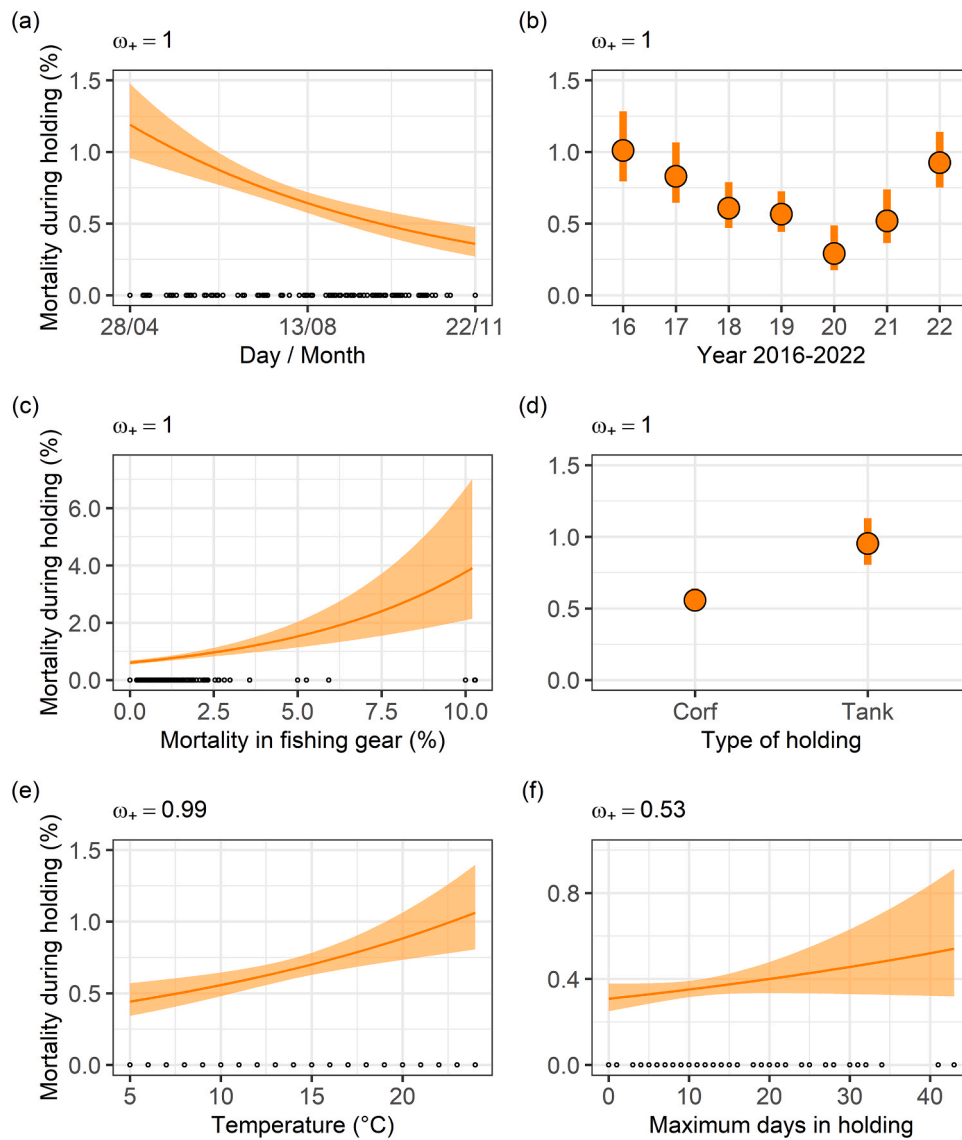 (a)
ω₊ = 1
Mortality during holding (%)
1.5
1.0
0.5
0.0
28/04 13/08 22/11
Day / Month
(b)
ω₊ = 1
1.5
1.0
0.5
0.0
16 17 18 19 20 21 22
Year 2016-2022
(c)
ω₊ = 1
Mortality during holding (%)
6.0
4.0
2.0
0.0
0.0 2.5 5.0 7.5 10.0
Mortality in fishing gear (%)
(d)
ω₊ = 1
1.5
1.0
0.5
0.0
Corf Tank
Type of holding
(e)
ω₊ = 0.99
Mortality during holding (%)
1.5
1.0
0.5
0.0
5 10 15 20
Temperature (°C)
(f)
ω₊ = 0.53
0.8
0.4
0.0
0 10 20 30 40
Maximum days in holding